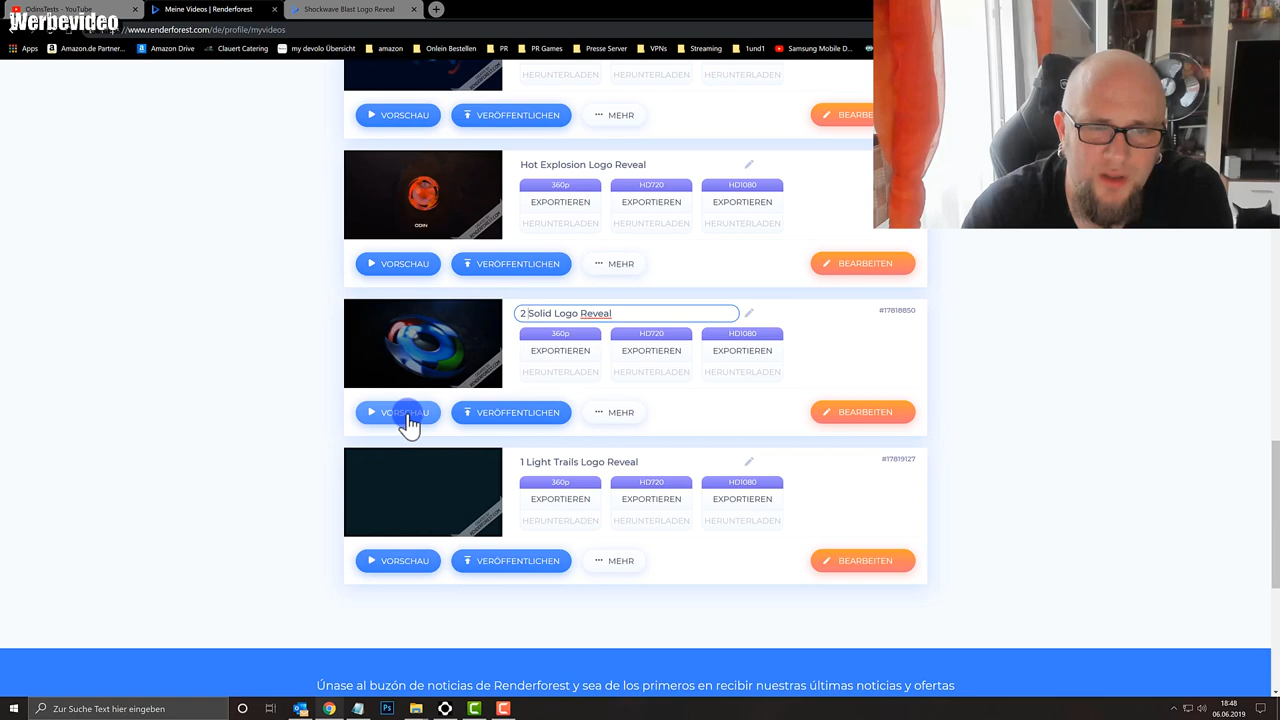 OdinsTests - YouTube
Meine Videos | Renderforest
Shockwave Blast Logo Reveal
Werbevideo
www.renderforest.com/de/profile/myvideos
Apps
Amazon.de Partner...
Amazon Drive
Clauert Catering
my devolo Übersicht
amazon
Onlein Bestellen
PR
PR Games
Presse Server
VPNs
Streaming
1und1
Samsung Mobile D...
HERUNTERLADEN HERUNTERLADEN HERUNTERLADEN
VORSCHAU VERÖFFENTLICHEN MEHR BEARBE
Hot Explosion Logo Reveal
360p HD720 HD1080
EXPORTIEREN EXPORTIEREN EXPORTIEREN
HERUNTERLADEN HERUNTERLADEN HERUNTERLADEN
ODIN
VORSCHAU VERÖFFENTLICHEN MEHR BEARBEITEN
2 Solid Logo Reveal
#17818850
360p HD720 HD1080
EXPORTIEREN EXPORTIEREN EXPORTIEREN
HERUNTERLADEN HERUNTERLADEN HERUNTERLADEN
VORSCHAU VERÖFFENTLICHEN MEHR BEARBEITEN
1 Light Trails Logo Reveal
#17819127
360p HD720 HD1080
EXPORTIEREN EXPORTIEREN EXPORTIEREN
HERUNTERLADEN HERUNTERLADEN HERUNTERLADEN
VORSCHAU VERÖFFENTLICHEN MEHR BEARBEITEN
Únase al buzón de noticias de Renderforest y sea de los primeros en recibir nuestras últimas noticias y ofertas
Zur Suche Text hier eingeben
18:48
06.06.2019